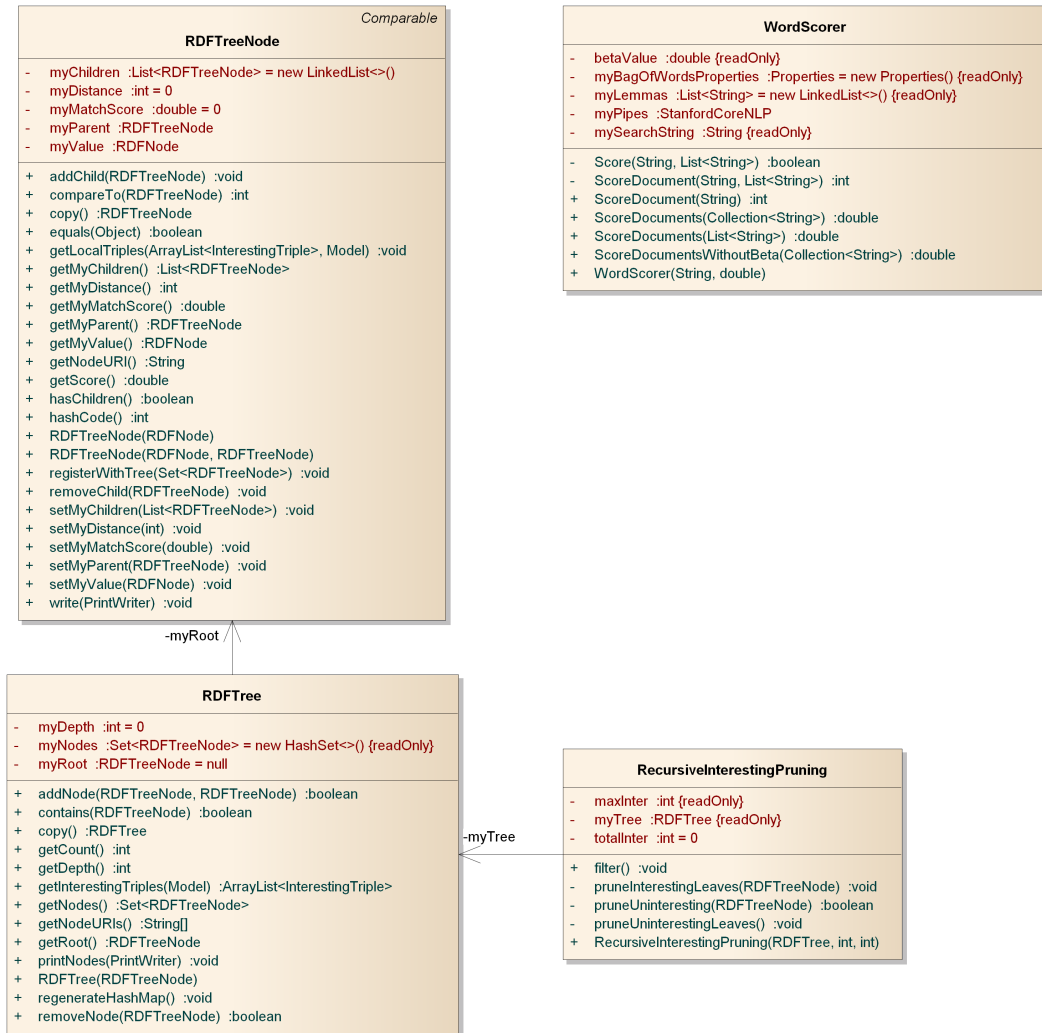 Comparable
RDFTreeNode
- myChildren :List<RDFTreeNode> = new LinkedList<>()
- myDistance :int = 0
- myMatchScore :double = 0
- myParent :RDFTreeNode
- myValue :RDFNode
+ addChild(RDFTreeNode) :void
+ compareTo(RDFTreeNode) :int
+ copy() :RDFTreeNode
+ equals(Object) :boolean
+ getLocalTriples(ArrayList<InterestingTriple>, Model) :void
+ getMyChildren() :List<RDFTreeNode>
+ getMyDistance() :int
+ getMyMatchScore() :double
+ getMyParent() :RDFTreeNode
+ getMyValue() :RDFNode
+ getNodeURI() :String
+ getScore() :double
+ hasChildren() :boolean
+ hashCode() :int
+ RDFTreeNode(RDFNode)
+ RDFTreeNode(RDFNode, RDFTreeNode)
+ registerWithTree(Set<RDFTreeNode>) :void
+ removeChild(RDFTreeNode) :void
+ setMyChildren(List<RDFTreeNode>) :void
+ setMyDistance(int) :void
+ setMyMatchScore(double) :void
+ setMyParent(RDFTreeNode) :void
+ setMyValue(RDFNode) :void
+ write(PrintWriter) :void
WordScorer
- betaValue :double {readOnly}
- myBagOfWordsProperties :Properties = new Properties() {readOnly}
- myLemmas :List<String> = new LinkedList<>() {readOnly}
- myPipes :StanfordCoreNLP
- mySearchString :String {readOnly}
- Score(String, List<String>) :boolean
- ScoreDocument(String, List<String>) :int
+ ScoreDocument(String) :int
+ ScoreDocuments(Collection<String>) :double
+ ScoreDocuments(List<String>) :double
+ ScoreDocumentsWithoutBeta(Collection<String>) :double
+ WordScorer(String, double)
-myRoot
RDFTree
- myDepth :int = 0
- myNodes :Set<RDFTreeNode> = new HashSet<>() {readOnly}
- myRoot :RDFTreeNode = null
+ addNode(RDFTreeNode, RDFTreeNode) :boolean
+ contains(RDFTreeNode) :boolean
+ copy() :RDFTree
+ getCount() :int
+ getDepth() :int
+ getInterestingTriples(Model) :ArrayList<InterestingTriple>
+ getNodes() :Set<RDFTreeNode>
+ getNodeURIs() :String[]
+ getRoot() :RDFTreeNode
+ printNodes(PrintWriter) :void
+ RDFTree(RDFTreeNode)
+ regenerateHashMap() :void
+ removeNode(RDFTreeNode) :boolean
-myTree
RecursiveInterestingPruning
- maxInter :int {readOnly}
- myTree :RDFTree {readOnly}
- totalInter :int = 0
+ filter() :void
- pruneInterestingLeaves(RDFTreeNode) :void
- pruneUninteresting(RDFTreeNode) :boolean
- pruneUninterestingLeaves() :void
+ RecursiveInterestingPruning(RDFTree, int, int)